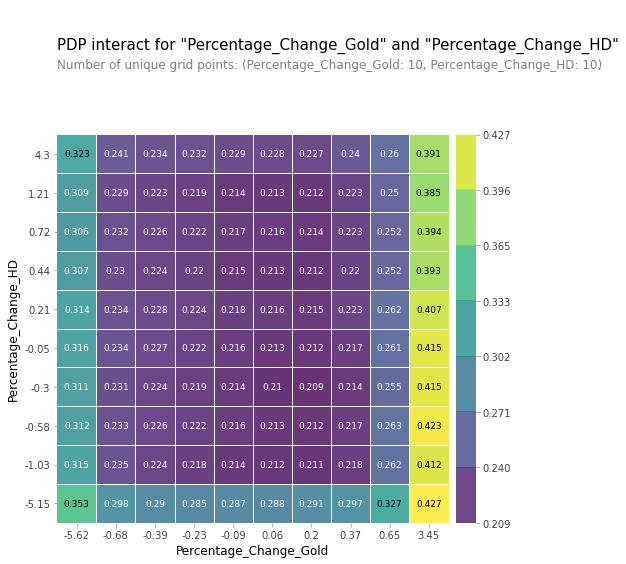 PDP interact for "Percentage_Change_Gold" and "Percentage_Change_HD"
Number of unique grid points: (Percentage_Change_Gold: 10, Percentage_Change_HD: 10)
0.427
4.3 0.323 0.241 0.234 0.232 0.229 0.228 0.227 0.24 0.26 0.391
0.396
1.21 0.309 0.229 0.223 0.219 0.214 0.213 0.212 0.223 0.25 0.385
0.72 0.306 0.232 0.226 0.222 0.217 0.216 0.214 0.223 0.252 0.394
0.365
0.44 0.307 0.23 0.224 0.22 0.215 0.213 0.212 0.22 0.252 0.393
0.333
0.21 0.314 0.234 0.228 0.224 0.218 0.216 0.215 0.223 0.262 0.407
-0.05 0.316 0.234 0.227 0.222 0.216 0.213 0.212 0.217 0.261 0.415
0.302
-0.3 0.311 0.231 0.224 0.219 0.214 0.21 0.209 0.214 0.255 0.415
0.271
-0.58 0.312 0.233 0.226 0.222 0.216 0.213 0.212 0.217 0.263 0.423
-1.03 0.315 0.235 0.224 0.218 0.214 0.212 0.211 0.218 0.262 0.412
0.240
-5.15 0.353 0.298 0.29 0.285 0.287 0.288 0.291 0.297 0.327 0.427
0.209
-5.62 -0.68 -0.39 -0.23 -0.09 0.06 0.2 0.37 0.65 3.45
Percentage_Change_Gold
Percentage_Change_HD